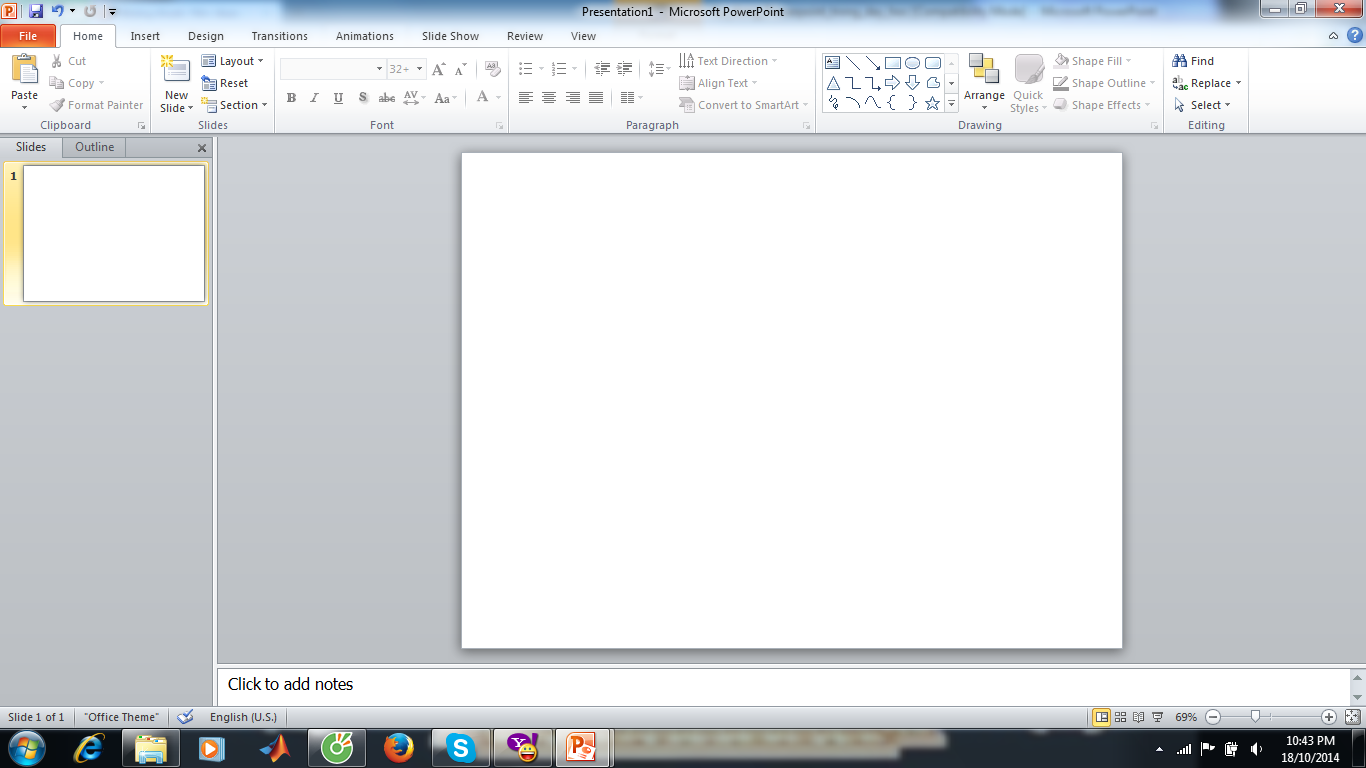 Presentation1 - Microsoft PowerPoint
File Home Insert Design Transitions Animations Slide Show Review View
Paste
Cut
Copy
Format Painter
Clipboard
New Slide
Layout
Reset
Section
Slides
32+
Font
Text Direction
Align Text
Convert to SmartArt
Paragraph
Arrange
Quick Styles
Shape Fill
Shape Outline
Shape Effects
Drawing
Find
Replace
Select
Editing
Slides Outline
1
Click to add notes
Slide 1 of 1 "Office Theme" English (U.S.) 69%
10:43 PM
18/10/2014